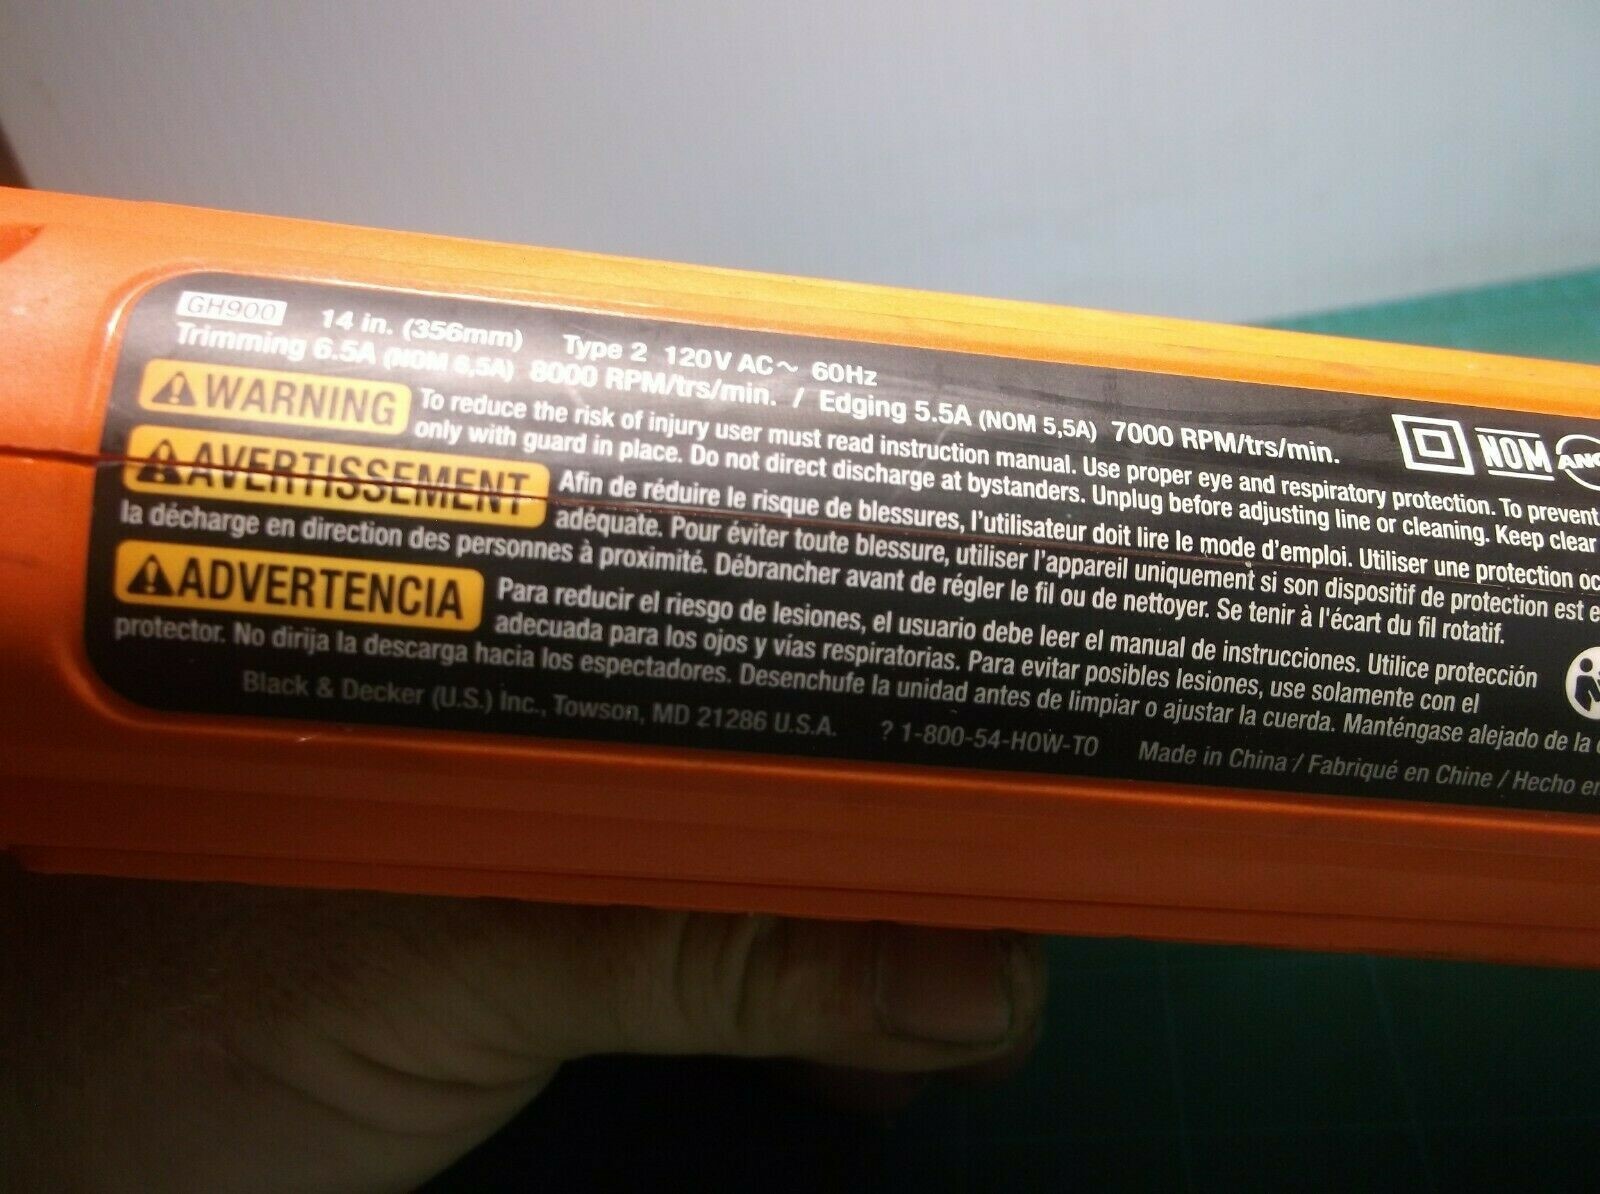 GH900 14 in. (356mm) Type 2 120V AC~ 60Hz
Trimming 6.5A (NOM 6,5A) 8000 RPM/trs/min. / Edging 5.5A (NOM 5,5A) 7000 RPM/trs/min.
NOM
WARNING To reduce the risk of injury user must read instruction manual. Use proper eye and respiratory protection. To prevent
only with guard in place. Do not direct discharge at bystanders. Unplug before adjusting line or cleaning. Keep clear
AVERTISSEMENT Afin de réduire le risque de blessures, l'utilisateur doit lire le mode d'emploi. Utiliser une protection
adéquate. Pour éviter toute blessure, utiliser l'appareil uniquement si son dispositif de protection est
la décharge en direction des personnes à proximité. Débrancher avant de régler le fil ou de nettoyer. Se tenir à l'écart du fil rotatif.
ADVERTENCIA Para reducir el riesgo de lesiones, el usuario debe leer el manual de instrucciones. Utilice protección
adecuada para los ojos y vías respiratorias. Para evitar posibles lesiones, use solamente con el
protector. No dirija la descarga hacia los espectadores. Desenchufe la unidad antes de limpiar o ajustar la cuerda. Manténgase alejado de la
Black & Decker (U.S.) Inc., Towson, MD 21286 U.S.A. ? 1-800-54-HOW-TO Made in China / Fabriqué en Chine / Hecho en